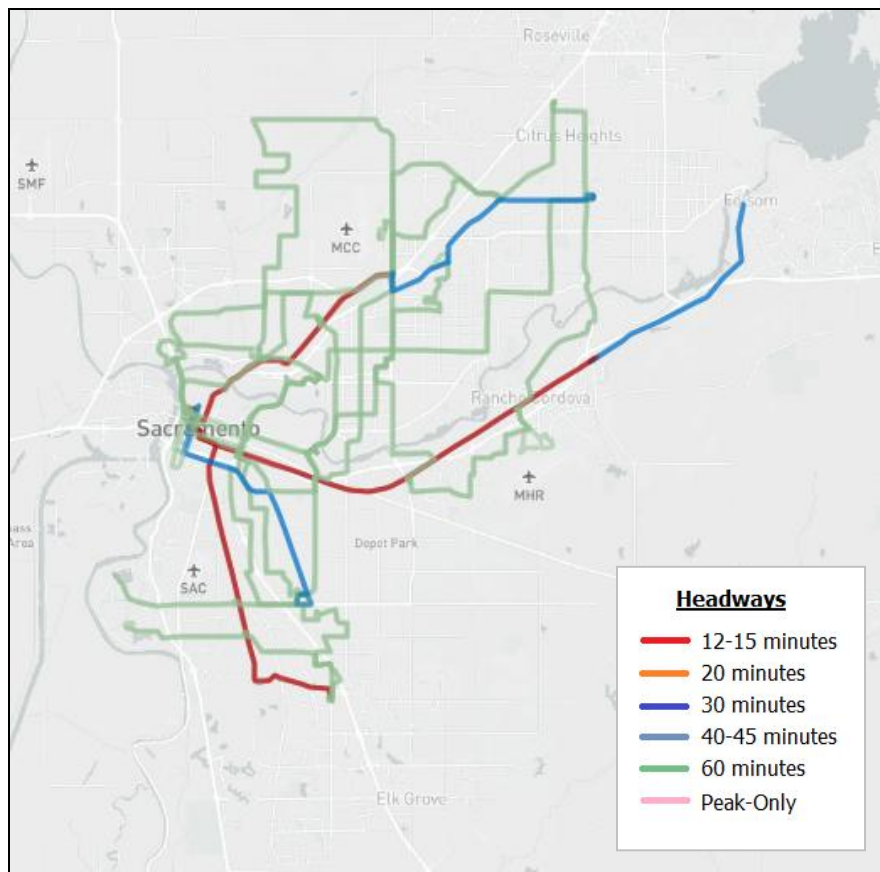 Roseville
Citrus Heights
SMF
Folsom
MCC
Rancho Cordova
Sacramento
MHR
Area
Depot Park
SAC
Elk Grove
Headways
12-15 minutes
20 minutes
30 minutes
40-45 minutes
60 minutes
Peak-Only